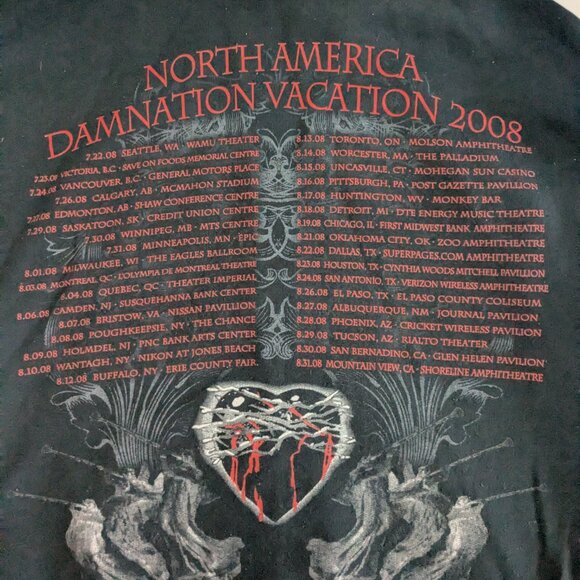 NORTH AMERICA
DAMNATION VACATION 2008
7.22.08 SEATTLE, WA • WAMU THEATER
7.23.08 VICTORIA, B.C. • SAVE ON FOODS MEMORIAL CENTRE
7.24.08 VANCOUVER, B.C. • GENERAL MOTORS PLACE
7.26.08 CALGARY, AB • MCMAHON STADIUM
7.27.08 EDMONTON, AB • SHAW CONFERENCE CENTRE
7.29.08 SASKATOON, SK • CREDIT UNION CENTRE
7.30.08 WINNIPEG, MB • MTS CENTRE
7.31.08 MINNEAPOLIS, MN • EPIC
8.01.08 MILWAUKEE, WI • THE EAGLES BALLROOM
8.03.08 MONTREAL, QC • L'OLYMPIA DE MONTREAL THEATRE
8.04.08 QUEBEC, QC • THEATER IMPERIAL
8.06.08 CAMDEN, NJ • SUSQUEHANNA BANK CENTER
8.07.08 BRISTOW, VA • NISSAN PAVILLION
8.08.08 POUGHKEEPSIE, NY • THE CHANCE
8.09.08 HOLMDEL, NJ • PNC BANK ARTS CENTER
8.10.08 WANTAGH, NY • NIKON AT JONES BEACH
8.12.08 BUFFALO, NY • ERIE COUNTY FAIR
8.13.08 TORONTO, ON • MOLSON AMPHITHEATRE
8.14.08 WORCESTER, MA • THE PALLADIUM
8.15.08 UNCASVILLE, CT • MOHEGAN SUN CASINO
8.16.08 PITTSBURGH, PA • POST GAZETTE PAVILLION
8.17.08 HUNTINGTON, WV • MONKEY BAR
8.18.08 DETROIT, MI • DTE ENERGY MUSIC THEATRE
8.19.08 CHICAGO, IL • FIRST MIDWEST BANK AMPHITHEATRE
8.21.08 OKLAHOMA CITY, OK • ZOO AMPHITHEATRE
8.22.08 DALLAS, TX • SUPERPAGES.COM AMPHITHEATRE
8.23.08 HOUSTON, TX • CYNTHIA WOODS MITCHELL PAVILION
8.24.08 SAN ANTONIO, TX • VERIZON WIRELESS AMPHITHEATRE
8.26.08 EL PASO, TX • EL PASO COUNTY COLISEUM
8.27.08 ALBUQUERQUE, NM • JOURNAL PAVILION
8.28.08 PHOENIX, AZ • CRICKET WIRELESS PAVILION
8.29.08 TUCSON, AZ • RIALTO THEATER
8.30.08 SAN BERNADINO, CA • GLEN HELEN PAVILION
8.31.08 MOUNTAIN VIEW, CA • SHORELINE AMPHITHEATRE